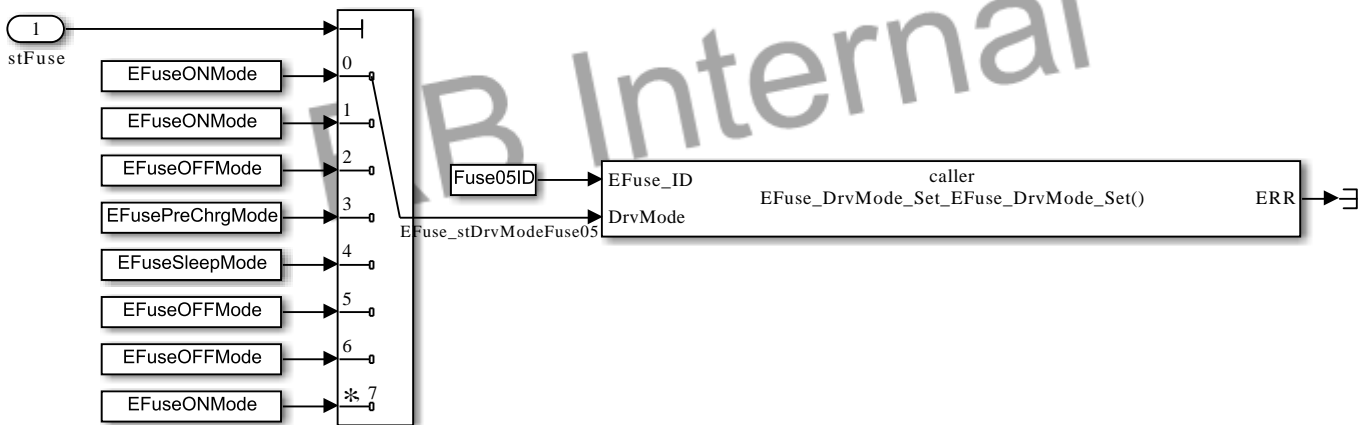 1
stFuse
EFuseONMode
0
EFuseONMode
1
EFuseOFFMode
2
EFusePreChrgMode
3
EFuseSleepMode
4
EFuseOFFMode
5
EFuseOFFMode
6
EFuseONMode
*, 7
Fuse05ID
EFuse_stDrvModeFuse05
EFuse_ID
DrvMode
caller
EFuse_DrvMode_Set_EFuse_DrvMode_Set()
ERR
RB Internal